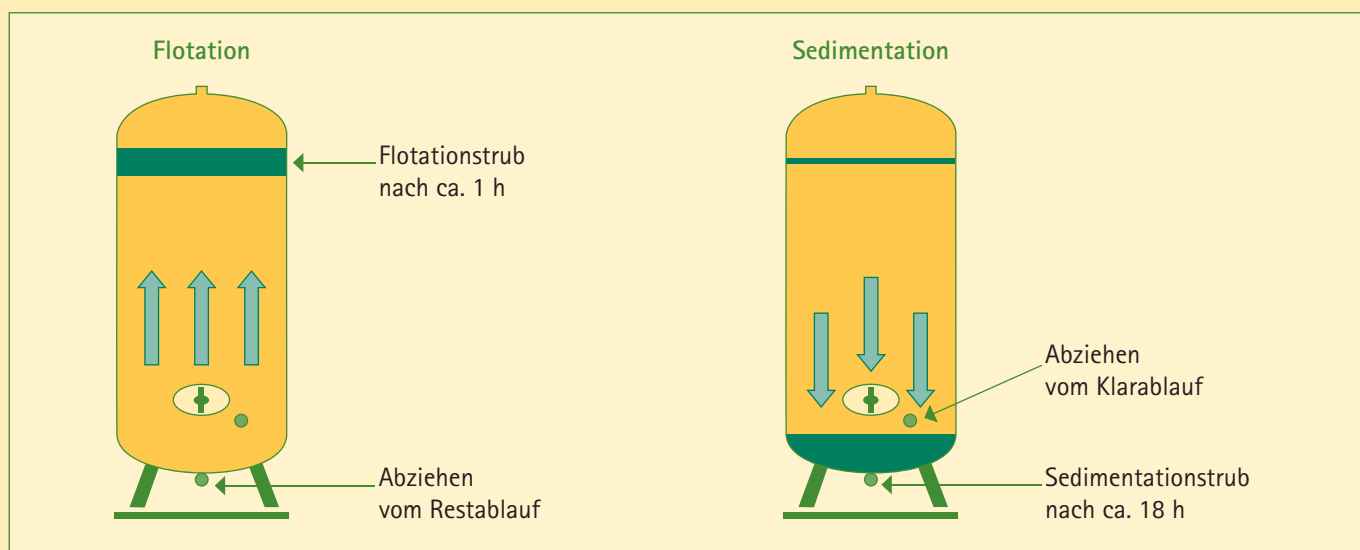 Flotation
Flotationstrub
nach ca. 1 h
Abziehen
vom Restablauf
Sedimentation
Abziehen
vom Klarablauf
Sedimentationstrub
nach ca. 18 h